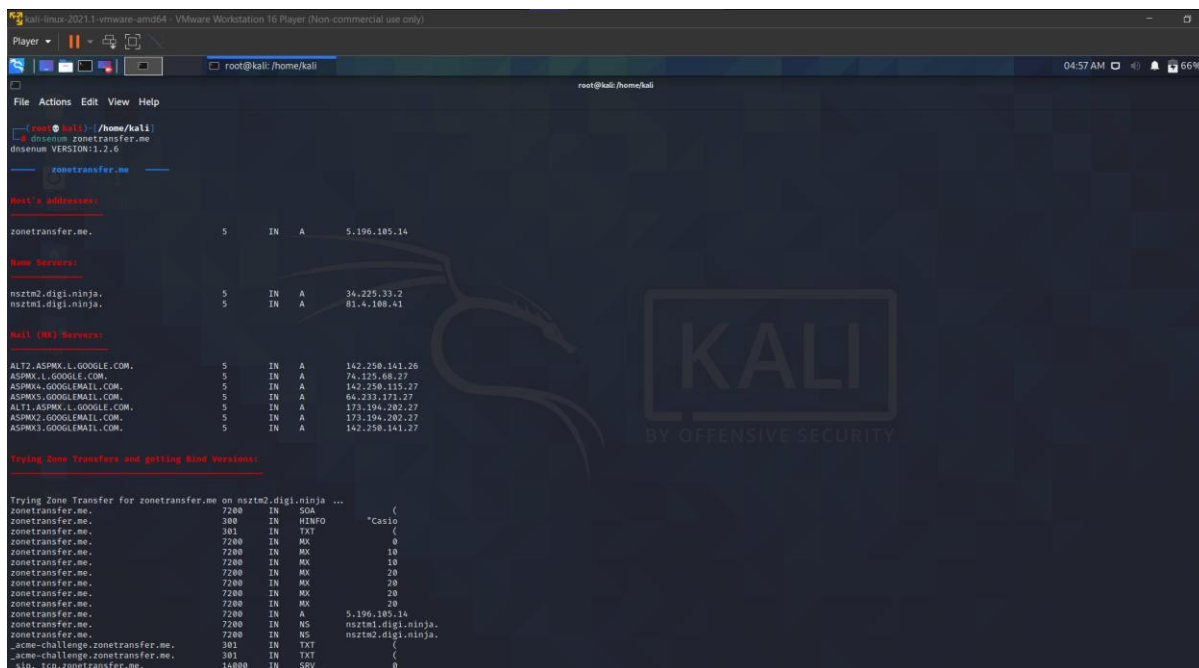 kali-linux-2021.1-vmware-amd64 - VMware Workstation 16 Player (Non-commercial use only)
Player
root@kali: /home/kali
04:57 AM
66%
root@kali: /home/kali
File Actions Edit View Help
(root💀kali)-[/home/kali]
# dnsenum zonetransfer.me
dnsenum VERSION:1.2.6
----- zonetransfer.me -----
Host's addresses:
zonetransfer.me. 5 IN A 5.196.105.14
Name Servers:
nsztm2.digi.ninja. 5 IN A 34.225.33.2
nsztm1.digi.ninja. 5 IN A 81.4.108.41
Mail (MX) Servers:
ALT2.ASPMX.L.GOOGLE.COM. 5 IN A 142.250.141.26
ASPMX.L.GOOGLE.COM. 5 IN A 74.125.68.27
ASPMX4.GOOGLEMAIL.COM. 5 IN A 142.250.115.27
ASPMX5.GOOGLEMAIL.COM. 5 IN A 64.233.171.27
ALT1.ASPMX.L.GOOGLE.COM. 5 IN A 173.194.202.27
ASPMX2.GOOGLEMAIL.COM. 5 IN A 173.194.202.27
ASPMX3.GOOGLEMAIL.COM. 5 IN A 142.250.141.27
Trying Zone Transfers and getting Bind Versions:
Trying Zone Transfer for zonetransfer.me on nsztm2.digi.ninja ...
zonetransfer.me. 7200 IN SOA (
zonetransfer.me. 300 IN HINFO "Casio
zonetransfer.me. 301 IN TXT (
zonetransfer.me. 7200 IN MX 0
zonetransfer.me. 7200 IN MX 10
zonetransfer.me. 7200 IN MX 10
zonetransfer.me. 7200 IN MX 20
zonetransfer.me. 7200 IN MX 20
zonetransfer.me. 7200 IN MX 20
zonetransfer.me. 7200 IN MX 20
zonetransfer.me. 7200 IN A 5.196.105.14
zonetransfer.me. 7200 IN NS nsztm1.digi.ninja.
zonetransfer.me. 7200 IN NS nsztm2.digi.ninja.
_acme-challenge.zonetransfer.me. 301 IN TXT (
_acme-challenge.zonetransfer.me. 301 IN TXT (
_sip._tcp.zonetransfer.me. 14000 IN SRV 0
KALI
BY OFFENSIVE SECURITY